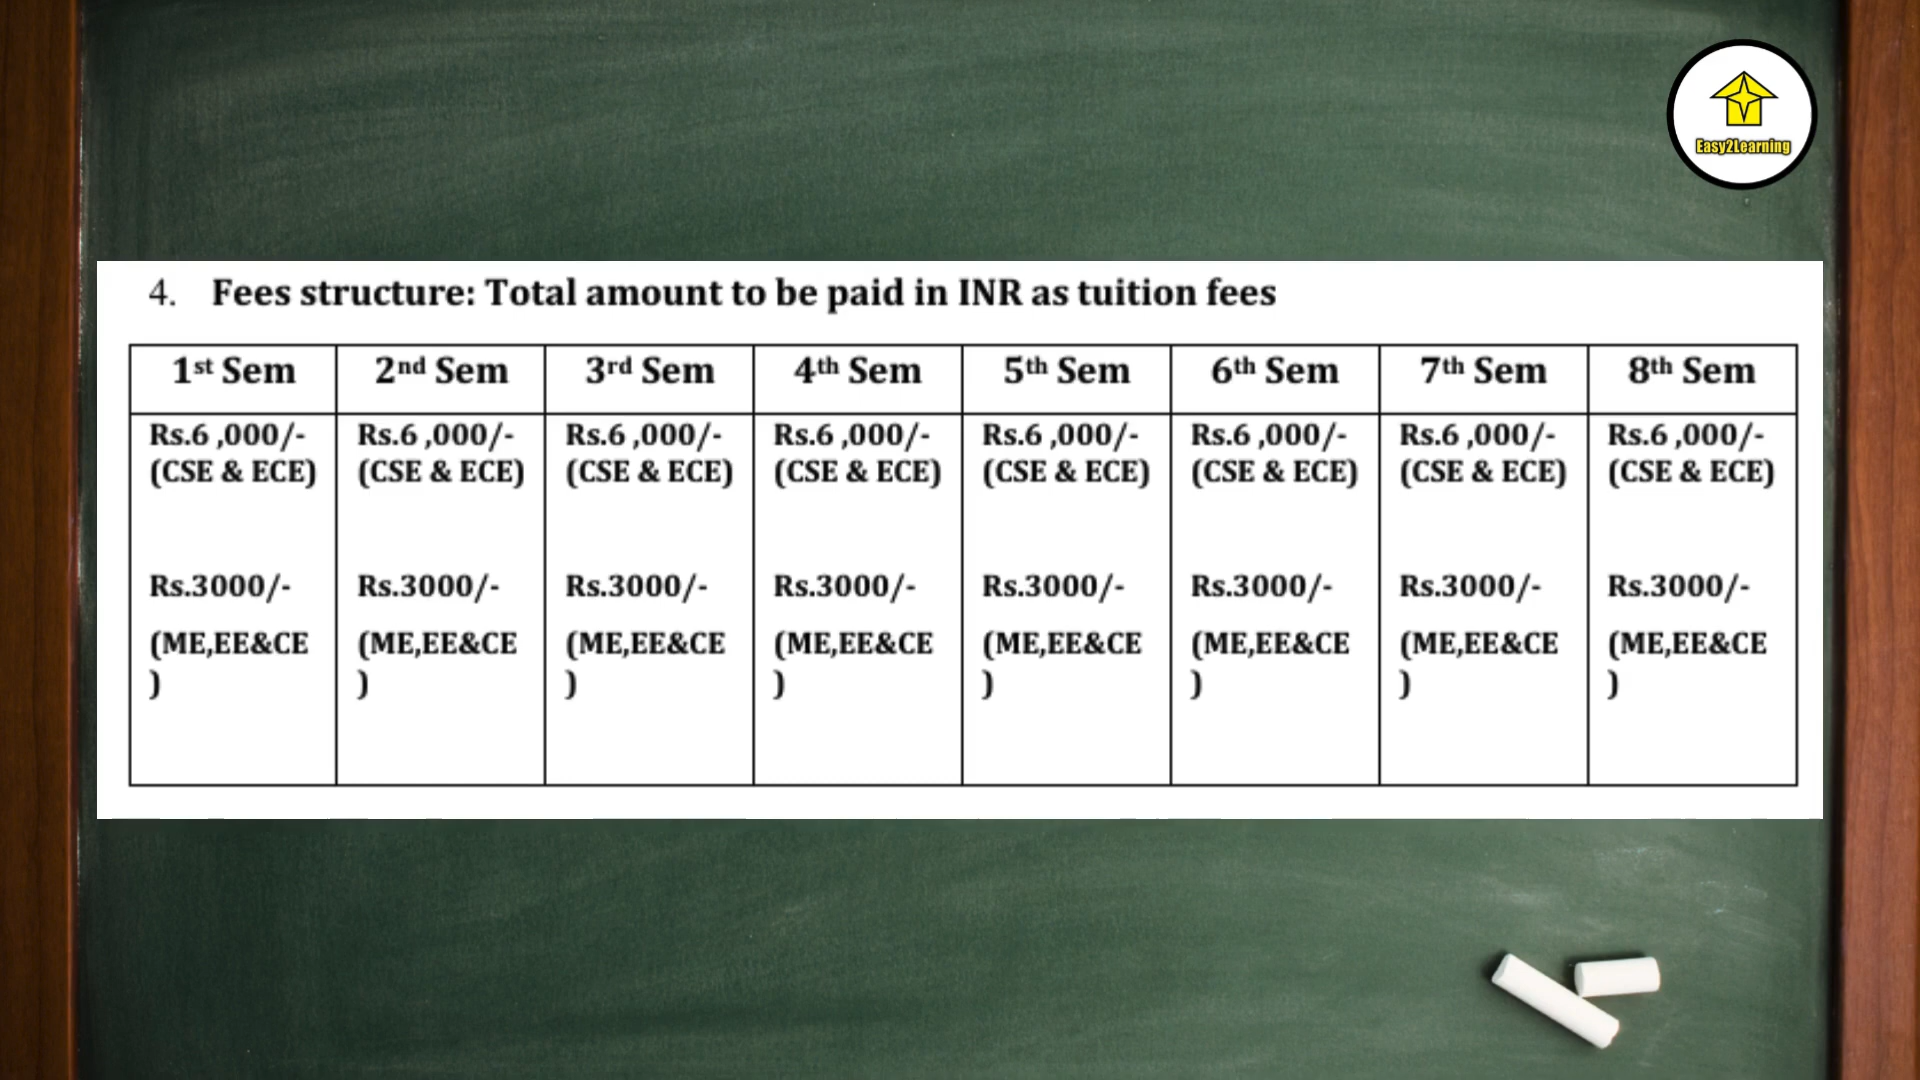 Easy2Learning
4. Fees structure: Total amount to be paid in INR as tuition fees
1st Sem 2nd Sem 3rd Sem 4th Sem 5th Sem 6th Sem 7th Sem 8th Sem
Rs.6 ,000/- Rs.6 ,000/- Rs.6 ,000/- Rs.6 ,000/- Rs.6 ,000/- Rs.6 ,000/- Rs.6 ,000/- Rs.6 ,000/-
(CSE & ECE) (CSE & ECE) (CSE & ECE) (CSE & ECE) (CSE & ECE) (CSE & ECE) (CSE & ECE) (CSE & ECE)
Rs.3000/- Rs.3000/- Rs.3000/- Rs.3000/- Rs.3000/- Rs.3000/- Rs.3000/- Rs.3000/-
(ME,EE&CE (ME,EE&CE (ME,EE&CE (ME,EE&CE (ME,EE&CE (ME,EE&CE (ME,EE&CE (ME,EE&CE
) ) ) ) ) ) ) )